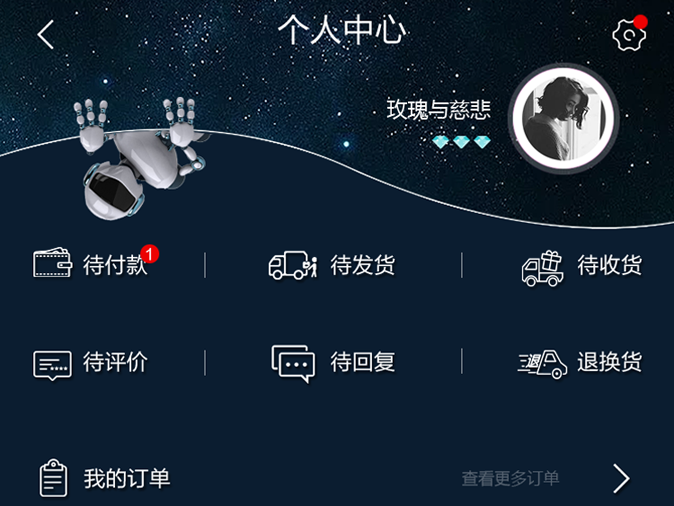 个人中心
玫瑰与慈悲
待付款 1
待发货
待收货
待评价
待回复
退
退换货
我的订单
查看更多订单